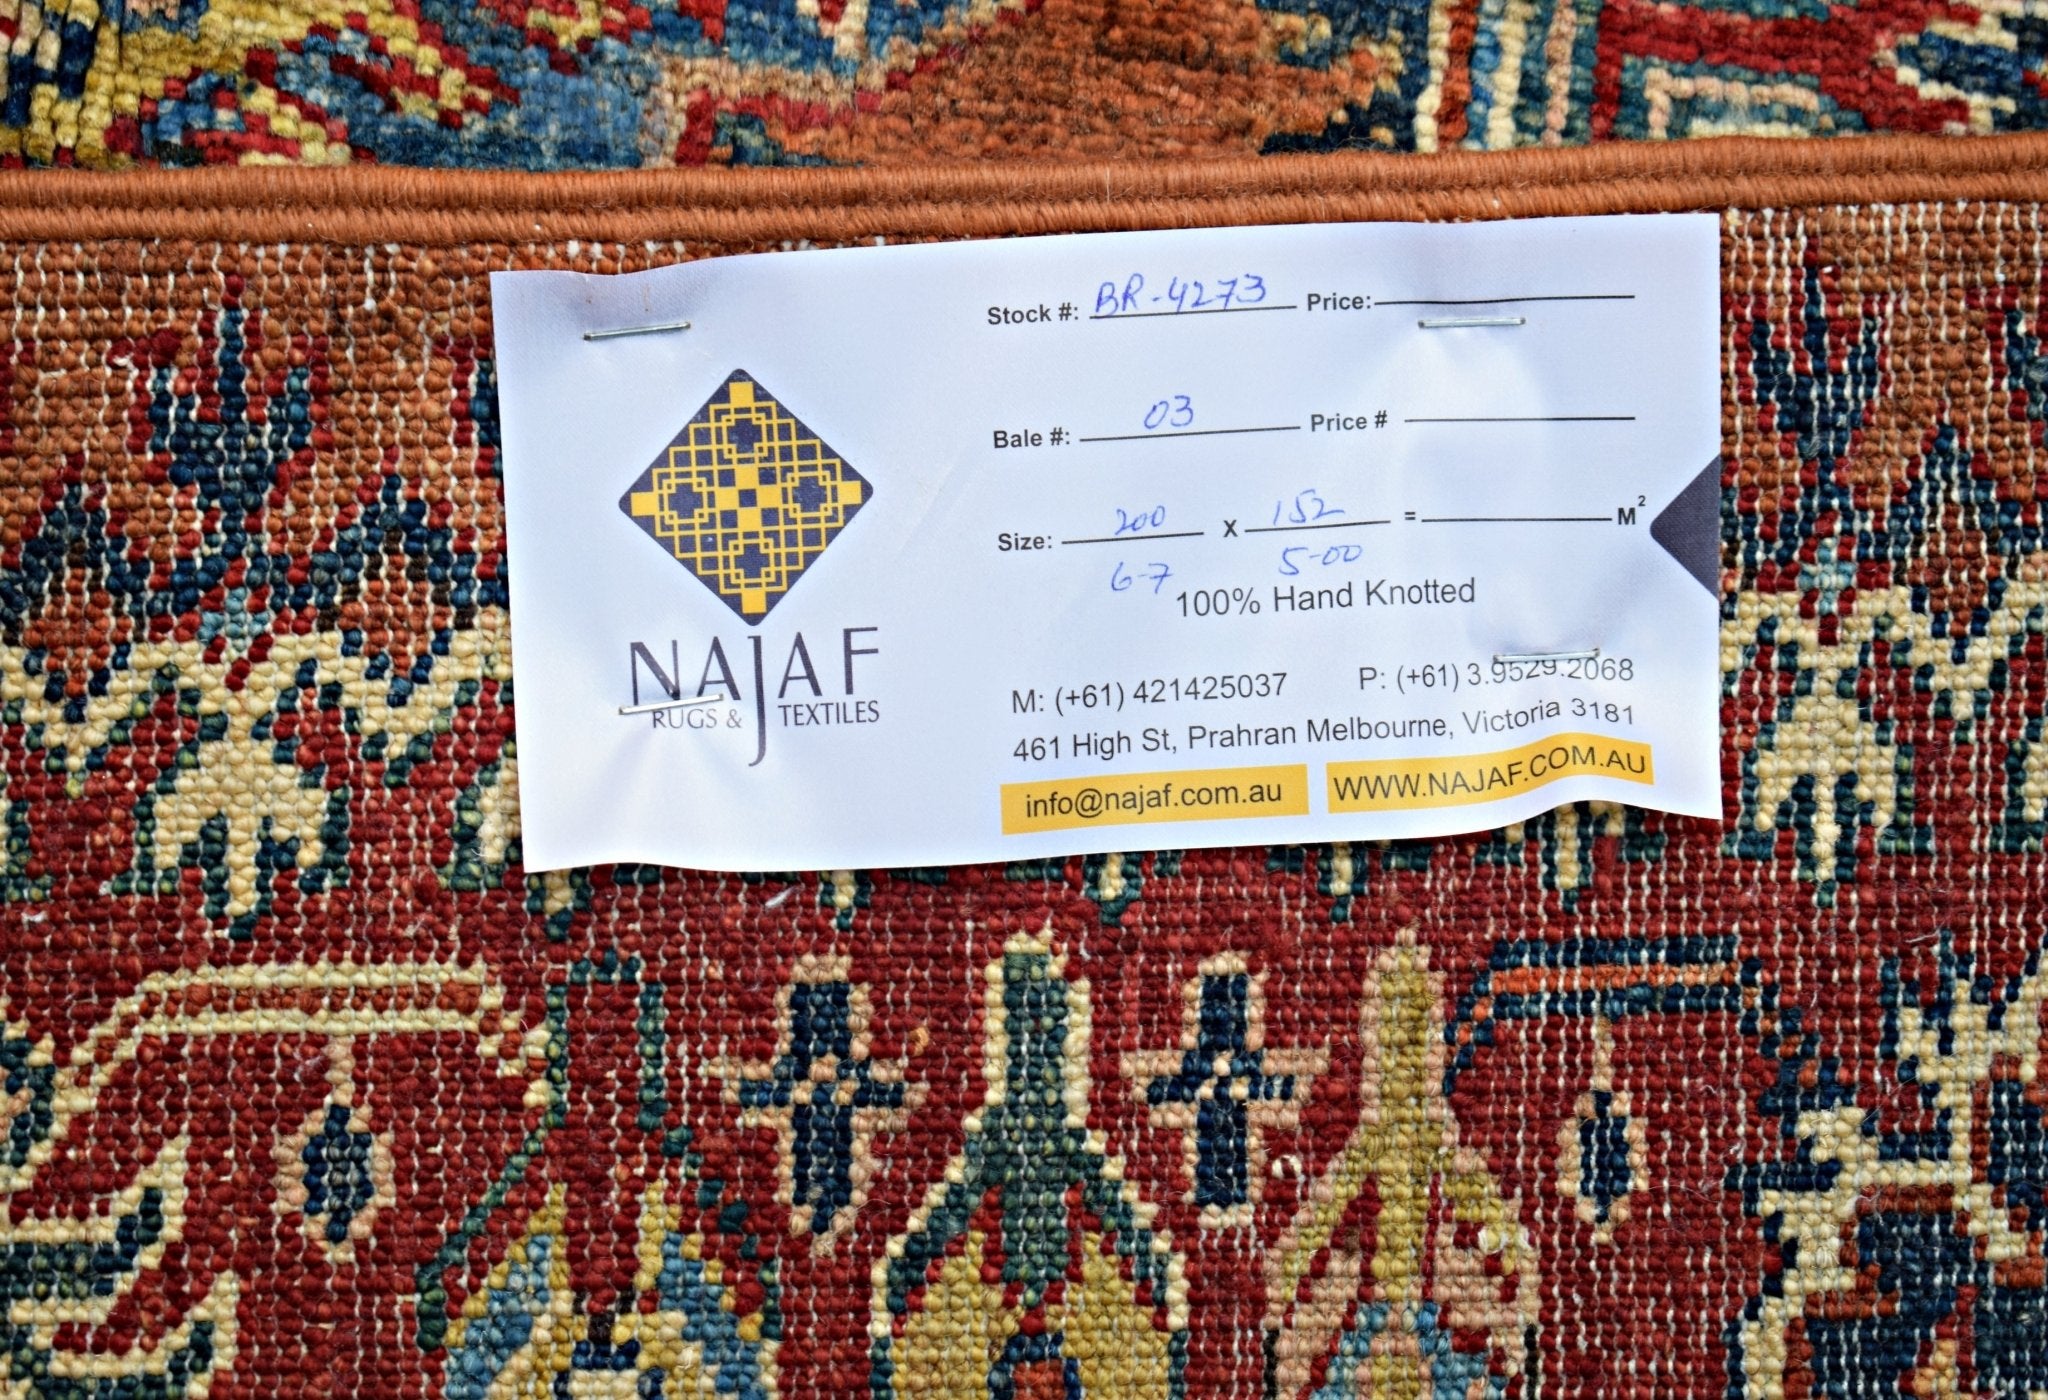 Stock #: BR-4273 Price:
Bale #: 03 Price #
Size: 200 X 152 = M²
6-7 5-00
100% Hand Knotted
NAJAF
RUGS & TEXTILES
M: (+61) 421425037 P: (+61) 3.9529.2068
461 High St, Prahran Melbourne, Victoria 3181
info@najaf.com.au WWW.NAJAF.COM.AU